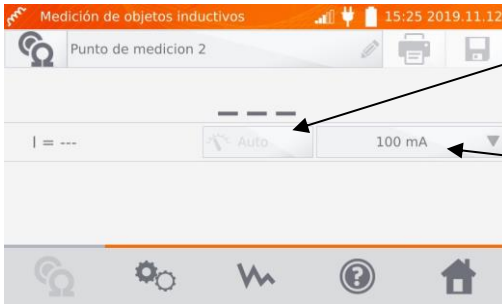 Medición de objetos inductivos 15:25 2019.11.12
Punto de medicion 2
---
I = --- Auto 100 mA